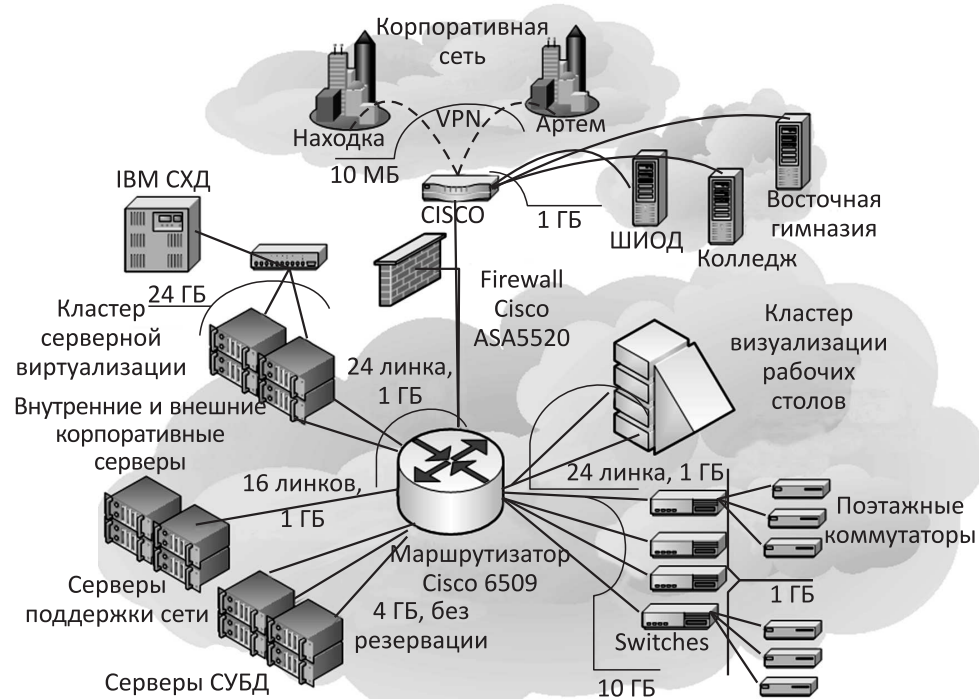 Корпоративная
сеть
VPN
Находка
Артем
10 МБ
IBM СХД
CISCO
1 ГБ
ШИОД
Колледж
Восточная
гимназия
24 ГБ
Firewall
Cisco
ASA5520
Кластер
серверной
виртуализации
Кластер
визуализации
рабочих
столов
24 линка,
1 ГБ
Внутренние и внешние
корпоративные
серверы
16 линков,
1 ГБ
24 линка, 1 ГБ
Поэтажные
коммутаторы
Маршрутизатор
Cisco 6509
1 ГБ
Серверы
поддержки сети
4 ГБ, без
резервации
Switches
Серверы СУБД
10 ГБ